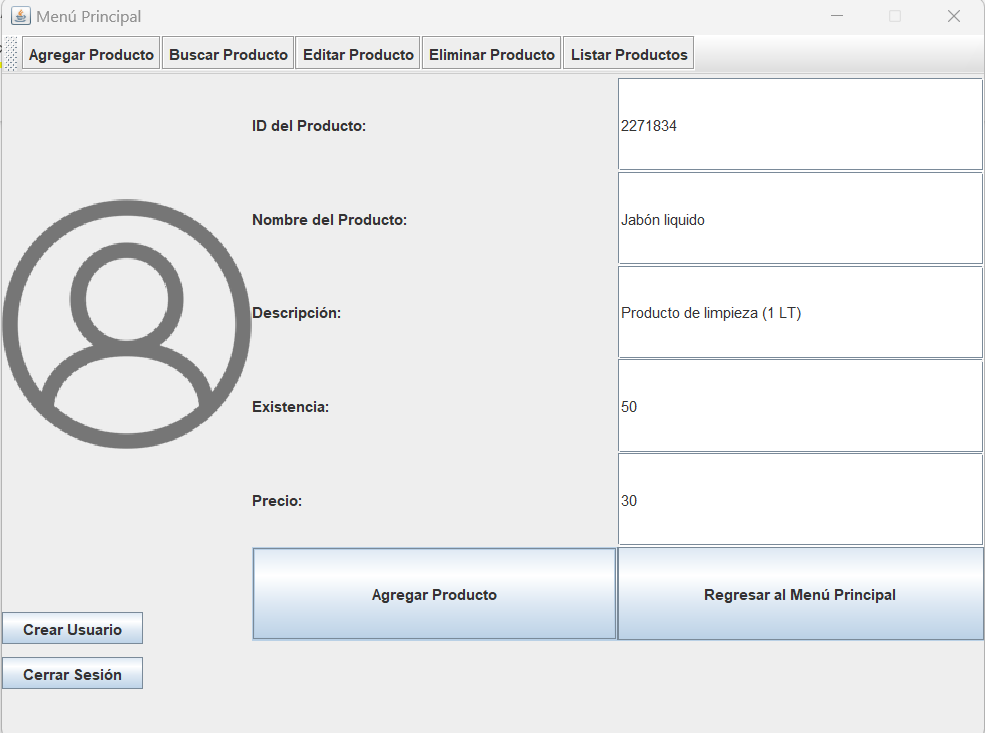 Menú Principal
Agregar Producto Buscar Producto Editar Producto Eliminar Producto Listar Productos
ID del Producto: 2271834
Nombre del Producto: Jabón liquido
Descripción: Producto de limpieza (1 LT)
Existencia: 50
Precio: 30
Agregar Producto Regresar al Menú Principal
Crear Usuario
Cerrar Sesión